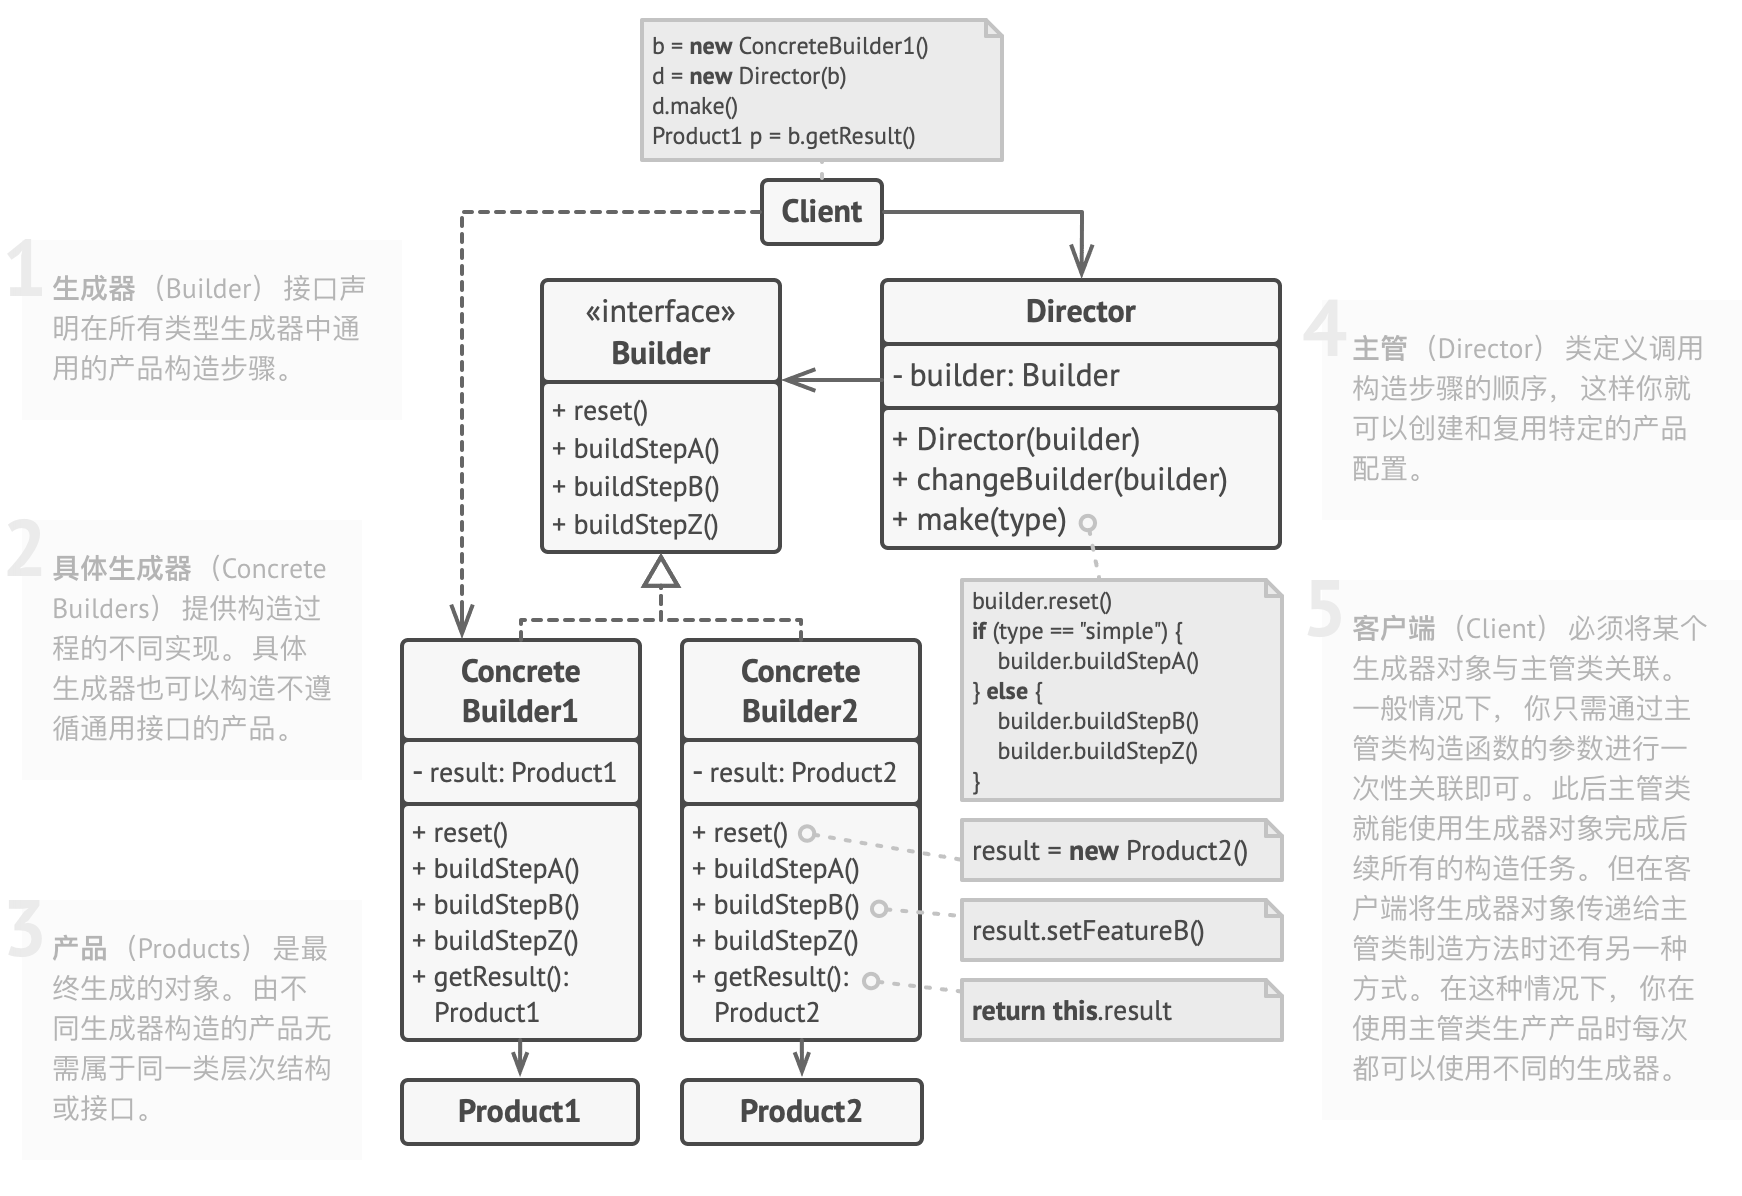 b = new ConcreteBuilder1()
d = new Director(b)
d.make()
Product1 p = b.getResult()
Client
1
生成器 （Builder） 接口声
明在所有类型生成器中通
用的产品构造步骤。
«interface»
Builder
+ reset()
+ buildStepA()
+ buildStepB()
+ buildStepZ()
Director
- builder: Builder
+ Director(builder)
+ changeBuilder(builder)
+ make(type)
4
主管 （Director） 类定义调用
构造步骤的顺序， 这样你就
可以创建和复用特定的产品
配置。
2
具体生成器 （Concrete
Builders） 提供构造过
程的不同实现。 具体
生成器也可以构造不遵
循通用接口的产品。
builder.reset()
if (type == "simple") {
builder.buildStepA()
} else {
builder.buildStepB()
builder.buildStepZ()
}
Concrete
Builder1
- result: Product1
+ reset()
+ buildStepA()
+ buildStepB()
+ buildStepZ()
+ getResult():
Product1
Concrete
Builder2
- result: Product2
+ reset()
+ buildStepA()
+ buildStepB()
+ buildStepZ()
+ getResult():
Product2
result = new Product2()
result.setFeatureB()
return this.result
5
客户端 （Client） 必须将某个
生成器对象与主管类关联。
一般情况下， 你只需通过主
管类构造函数的参数进行一
次性关联即可。 此后主管类
就能使用生成器对象完成后
续所有的构造任务。 但在客
户端将生成器对象传递给主
管类制造方法时还有另一种
方式。 在这种情况下， 你在
使用主管类生产产品时每次
都可以使用不同的生成器。
3
产品 （Products） 是最
终生成的对象。 由不
同生成器构造的产品无
需属于同一类层次结构
或接口。
Product1
Product2